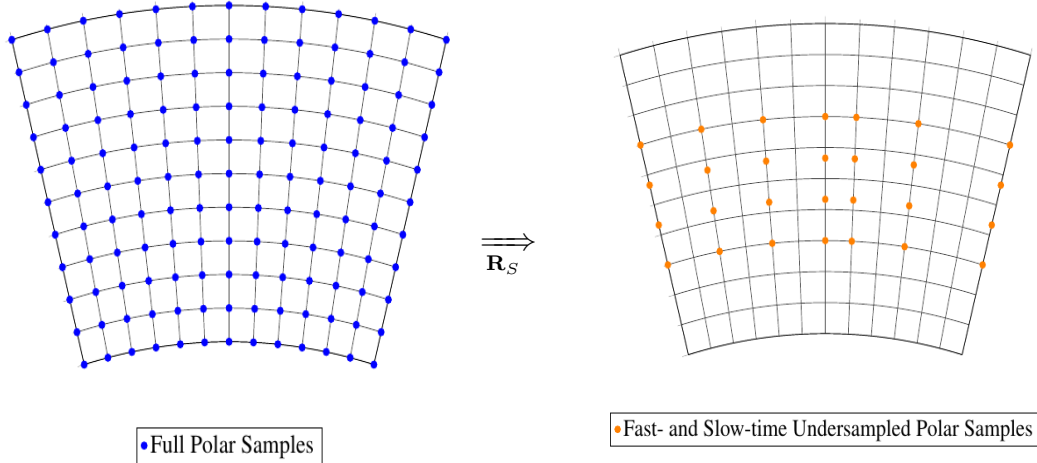 R_S
Full Polar Samples
Fast- and Slow-time Undersampled Polar Samples